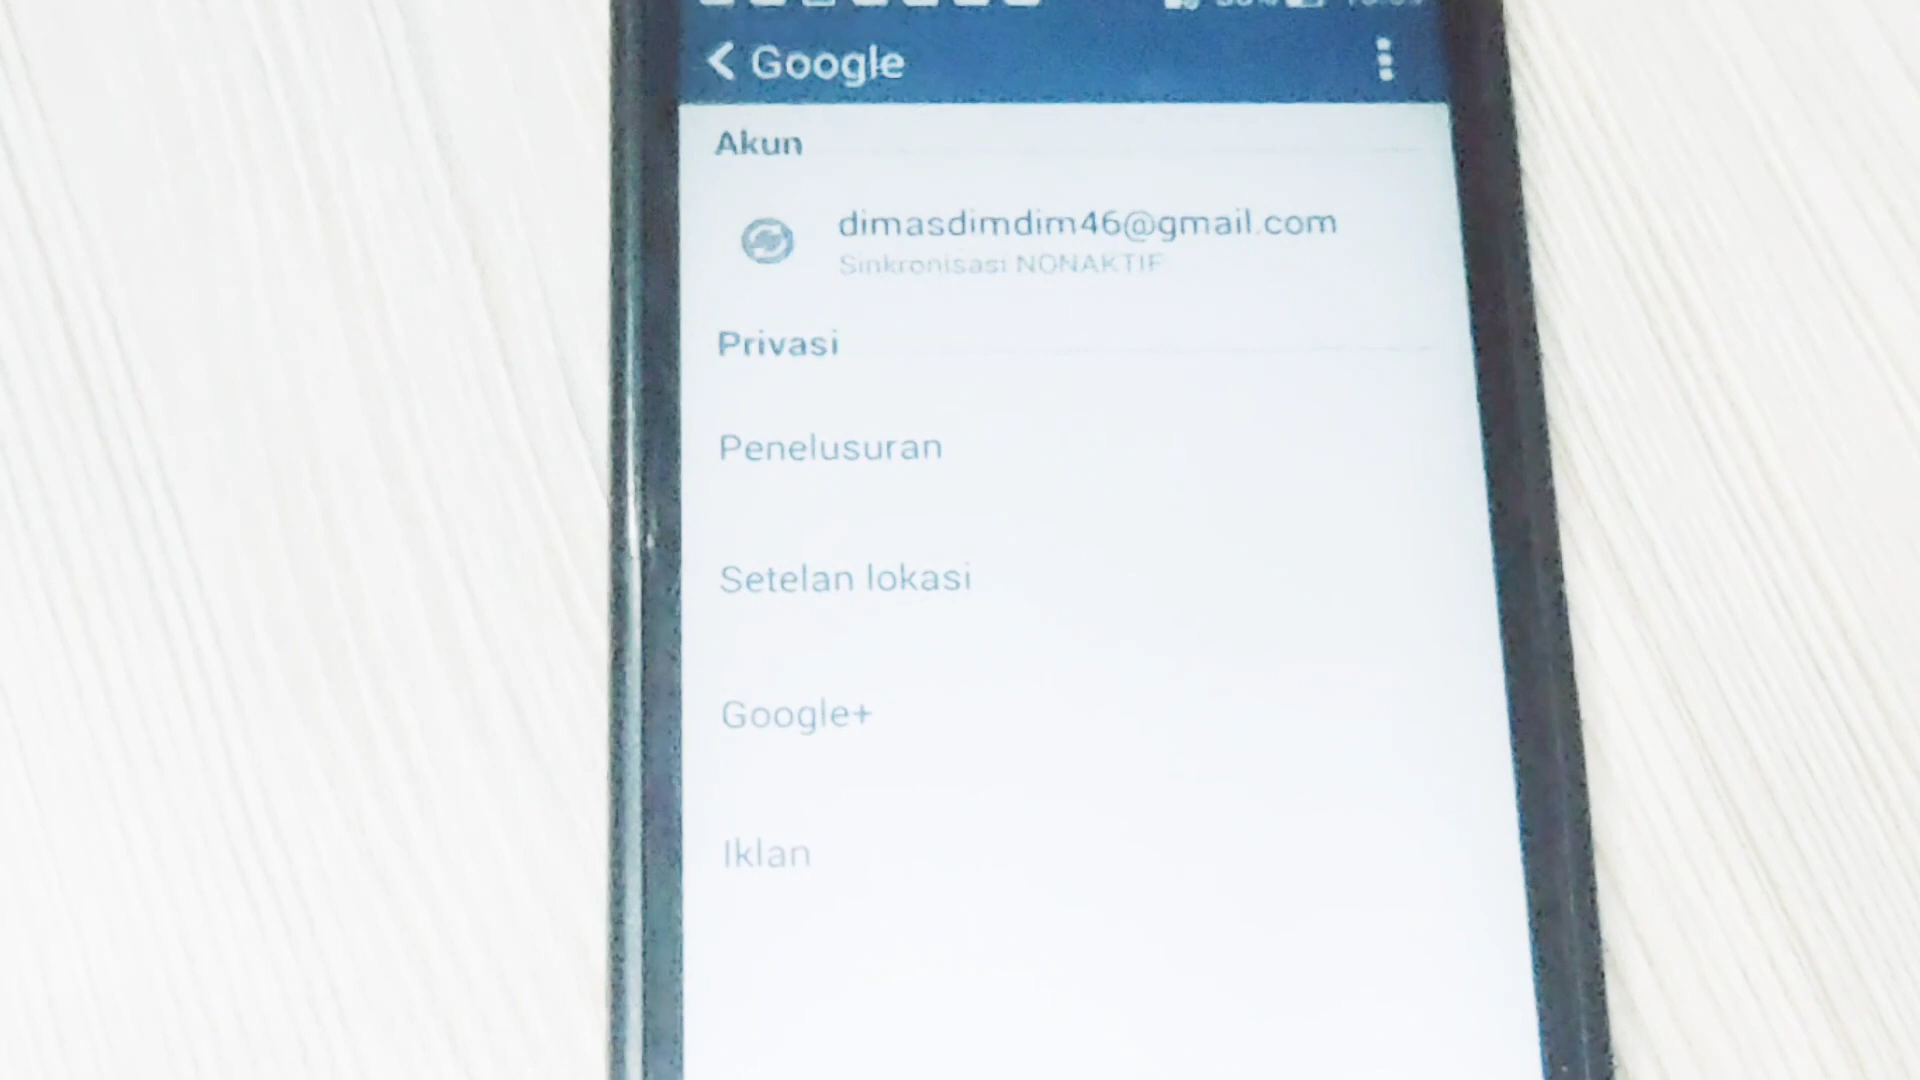 Google
Akun
dimasdimdim46@gmail.com
Sinkronisasi NONAKTIF
Privasi
Penelusuran
Setelan lokasi
Google+
Iklan